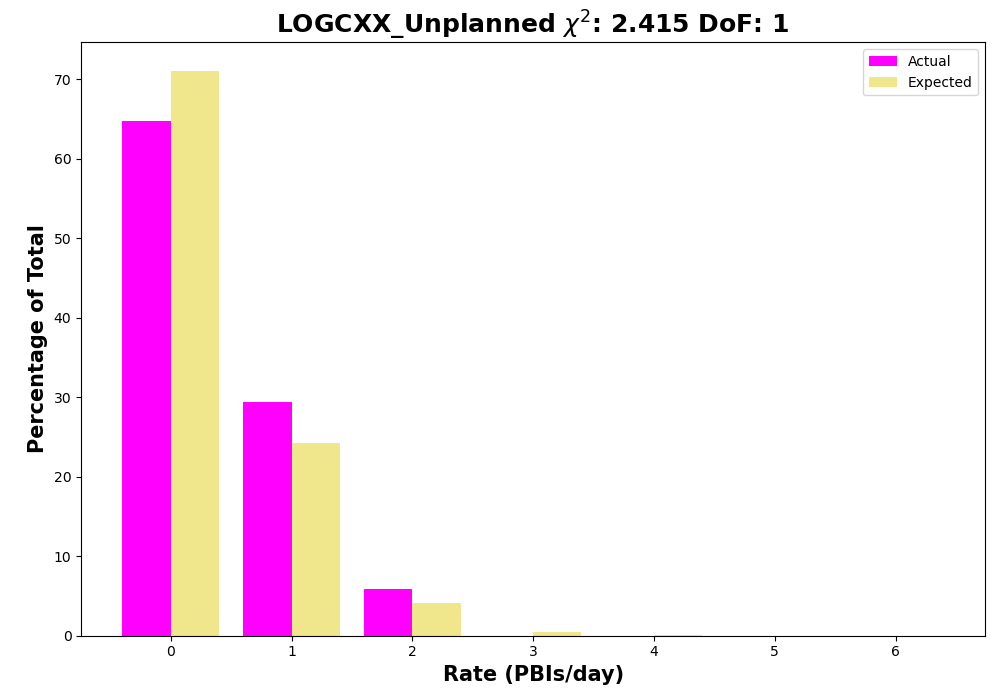 LOGCXX_Unplanned χ²: 2.415 DoF: 1
Actual
Expected
Percentage of Total
70
60
50
40
30
20
10
0
0 1 2 3 4 5 6
Rate (PBIs/day)